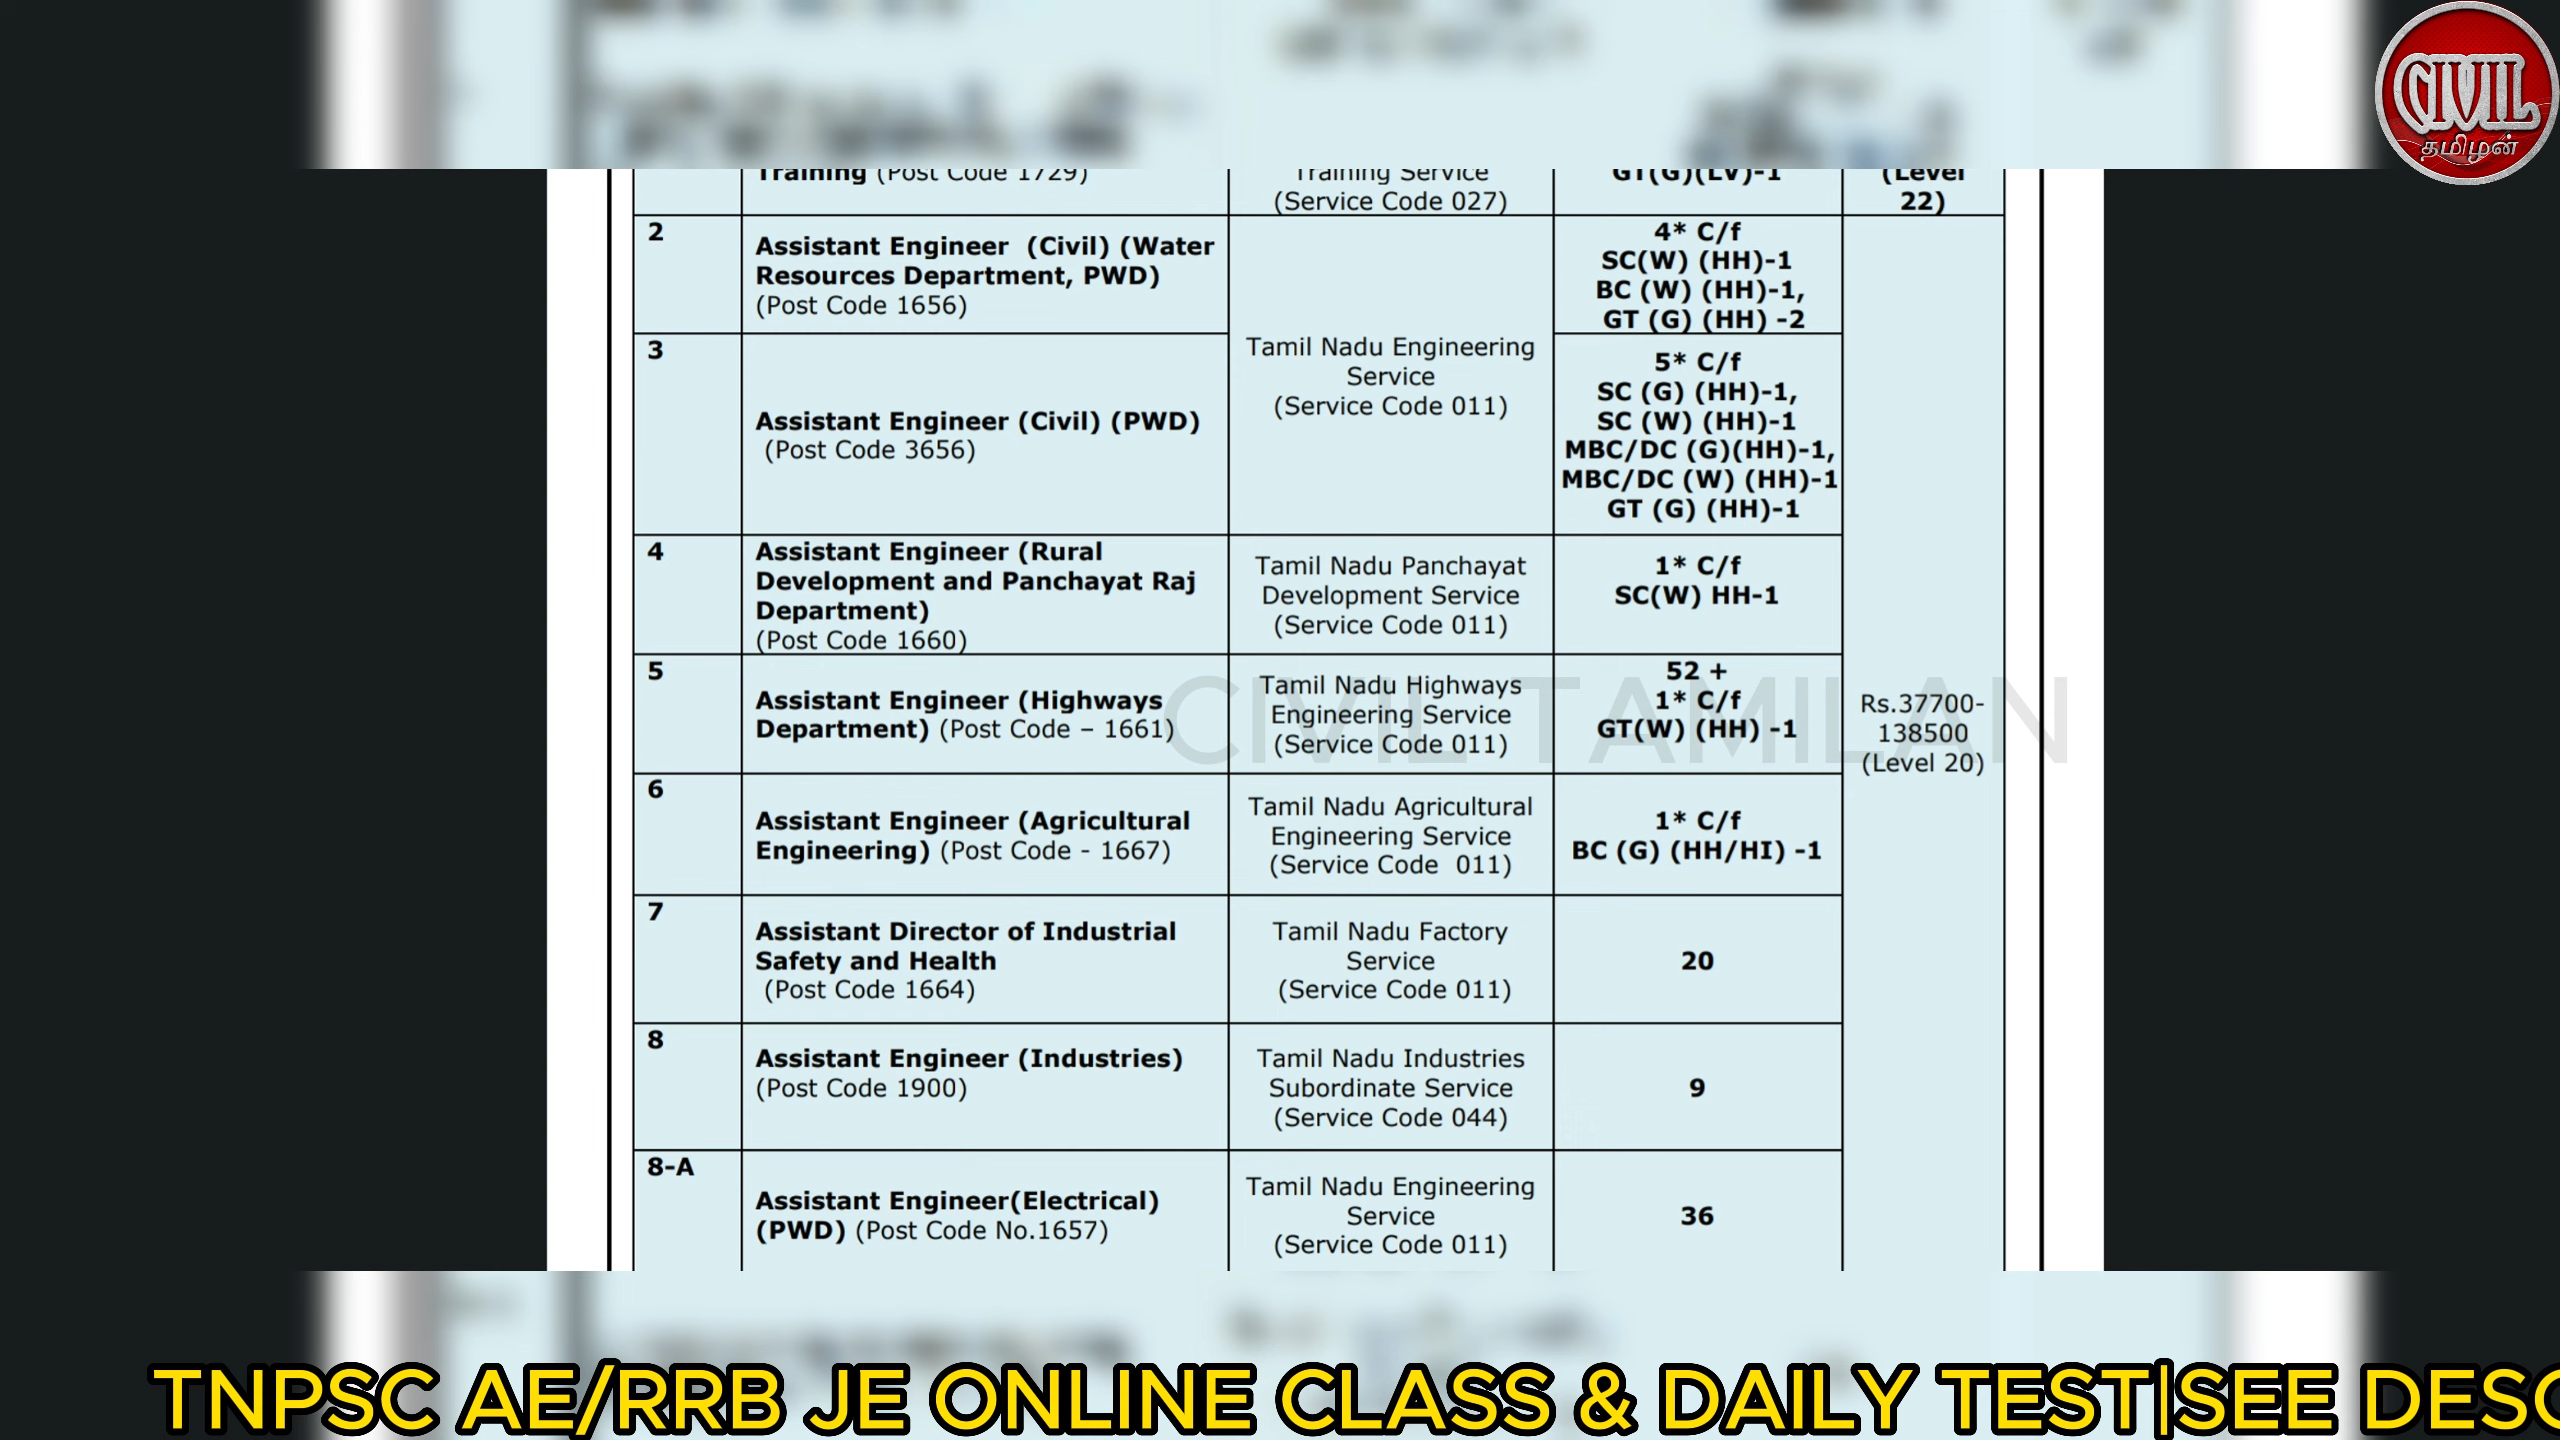 CIVIL
தமிழன்
Training (Post Code 1729)
Training Service
(Service Code 027)
GT(G)(LV)-1
(Level
22)
2
Assistant Engineer (Civil) (Water
Resources Department, PWD)
(Post Code 1656)
Tamil Nadu Engineering
Service
(Service Code 011)
4* C/f
SC(W) (HH)-1
BC (W) (HH)-1,
GT (G) (HH) -2
3
Assistant Engineer (Civil) (PWD)
(Post Code 3656)
5* C/f
SC (G) (HH)-1,
SC (W) (HH)-1
MBC/DC (G)(HH)-1,
MBC/DC (W) (HH)-1
GT (G) (HH)-1
4
Assistant Engineer (Rural
Development and Panchayat Raj
Department)
(Post Code 1660)
Tamil Nadu Panchayat
Development Service
(Service Code 011)
1* C/f
SC(W) HH-1
5
Assistant Engineer (Highways
Department) (Post Code – 1661)
Tamil Nadu Highways
Engineering Service
(Service Code 011)
52 +
1* C/f
GT(W) (HH) -1
Rs.37700-
138500
(Level 20)
CIVIL TAMILAN
6
Assistant Engineer (Agricultural
Engineering) (Post Code - 1667)
Tamil Nadu Agricultural
Engineering Service
(Service Code 011)
1* C/f
BC (G) (HH/HI) -1
7
Assistant Director of Industrial
Safety and Health
(Post Code 1664)
Tamil Nadu Factory
Service
(Service Code 011)
20
8
Assistant Engineer (Industries)
(Post Code 1900)
Tamil Nadu Industries
Subordinate Service
(Service Code 044)
9
8-A
Assistant Engineer(Electrical)
(PWD) (Post Code No.1657)
Tamil Nadu Engineering
Service
(Service Code 011)
36
TNPSC AE/RRB JE ONLINE CLASS & DAILY TEST|SEE DESC